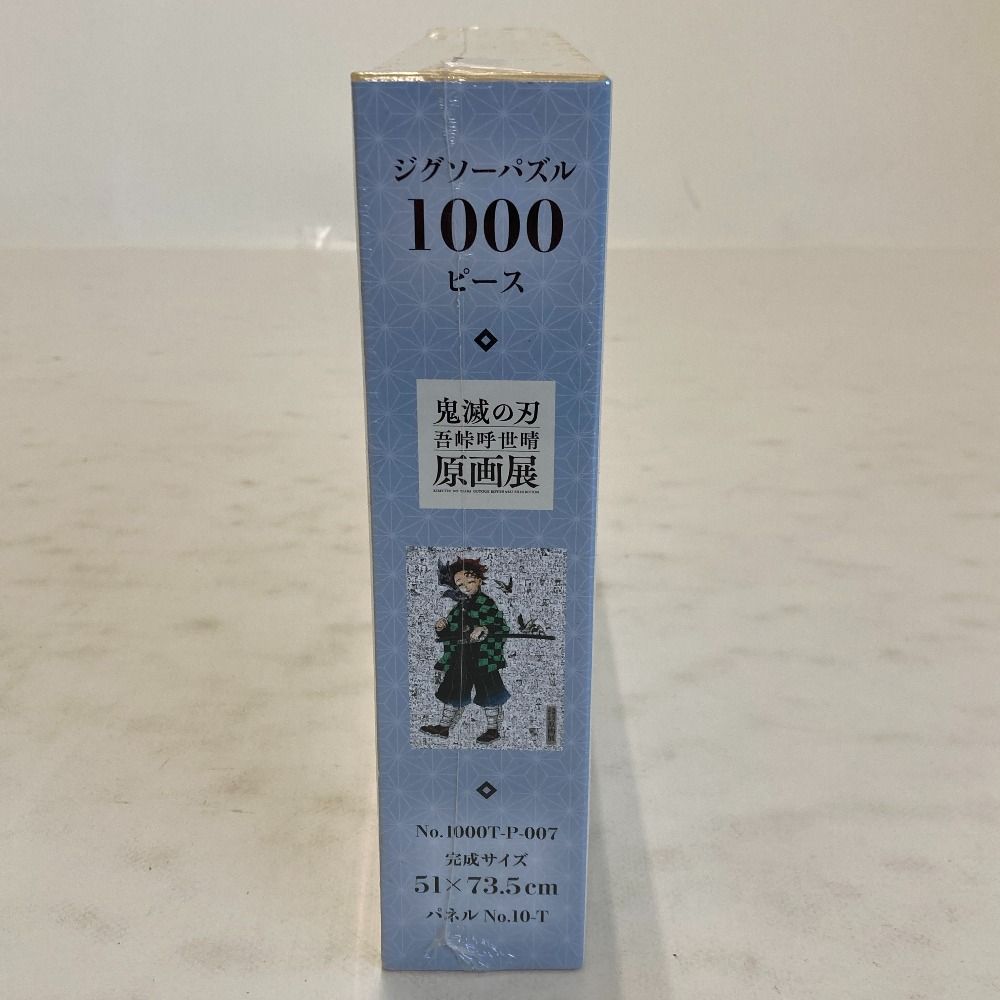 ジグソーパズル
1000
ピース
鬼滅の刃
吾峠呼世晴
原画展
No.1000T-P-007
完成サイズ
51×73.5cm
パネル No.10-T